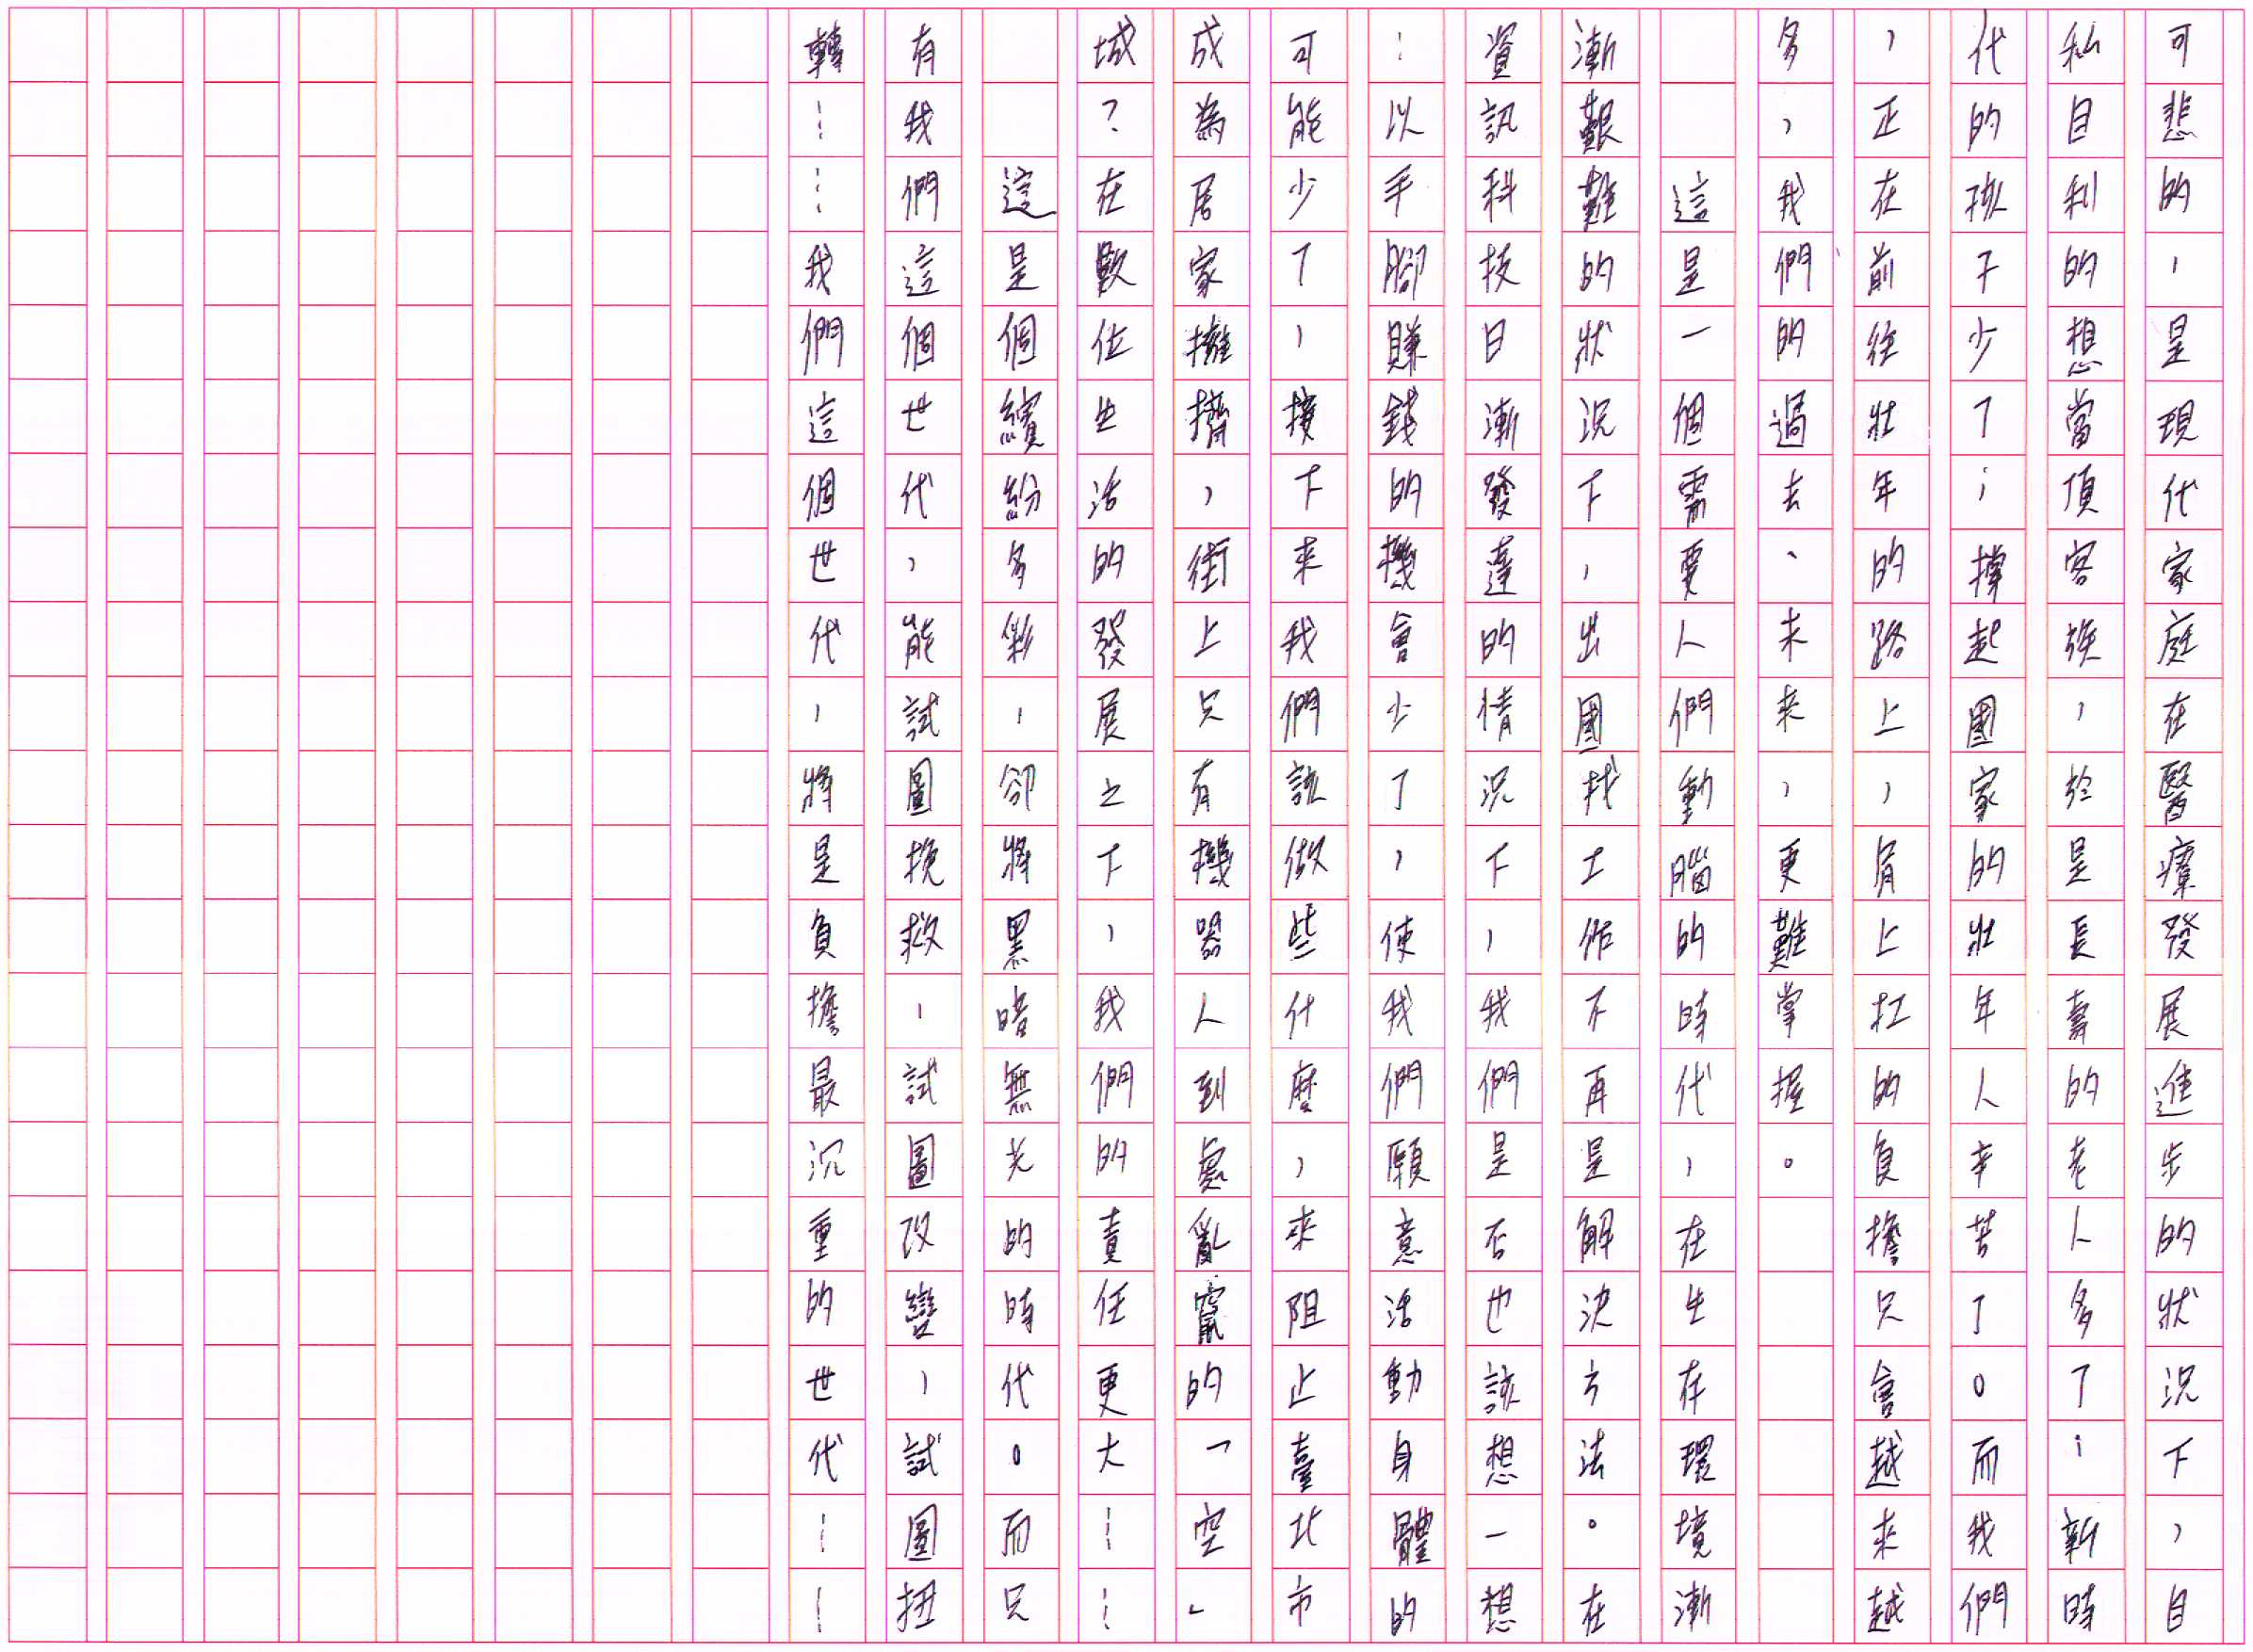 可悲的，是現代家庭在醫療發展進步的狀況下，自
私自利的想當頂客族，於是長壽的老人多了；新時
代的孩子少了；撐起國家的壯年人辛苦了。而我們
，正在前往壯年的路上，肩上扛的負擔只會越來越
多，我們的過去、未來，更難掌握。
這是一個需要人們動腦的時代，在生存環境漸
漸艱難的狀況下，出國找工作不再是解決方法。在
資訊科技日漸發達的情況下，我們是否也該想一想
：以手腳賺錢的機會少了，使我們願意活動身體的
可能少了，接下來我們該做些什麼，來阻止臺北市
成為居家擁擠，街上只有機器人到處亂竄的「空」
城？在數位生活的發展之下，我們的責任更大……
這是個繽紛多彩，卻將黑暗無光的時代。而只
有我們這個世代，能試圖挽救，試圖改變，試圖扭
轉……我們這個世代，將是負擔最沉重的世代……